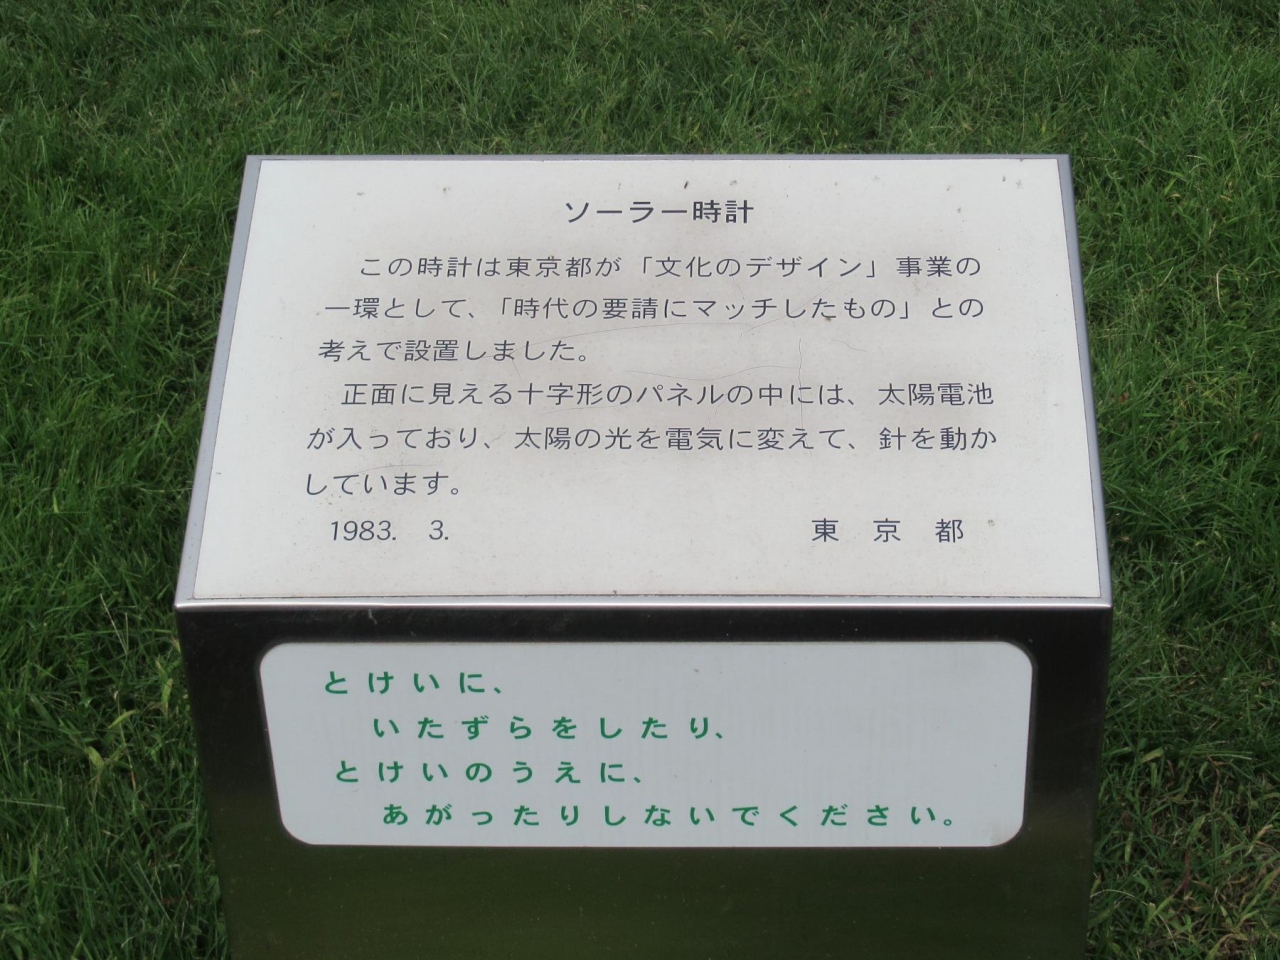 ソーラー時計
この時計は東京都が「文化のデザイン」事業の
一環として、「時代の要請にマッチしたもの」との
考えで設置しました。
正面に見える十字形のパネルの中には、太陽電池
が入っており、太陽の光を電気に変えて、針を動か
しています。
1983. 3. 東京都
とけいに、
いたずらをしたり、
とけいのうえに、
あがったりしないでください。